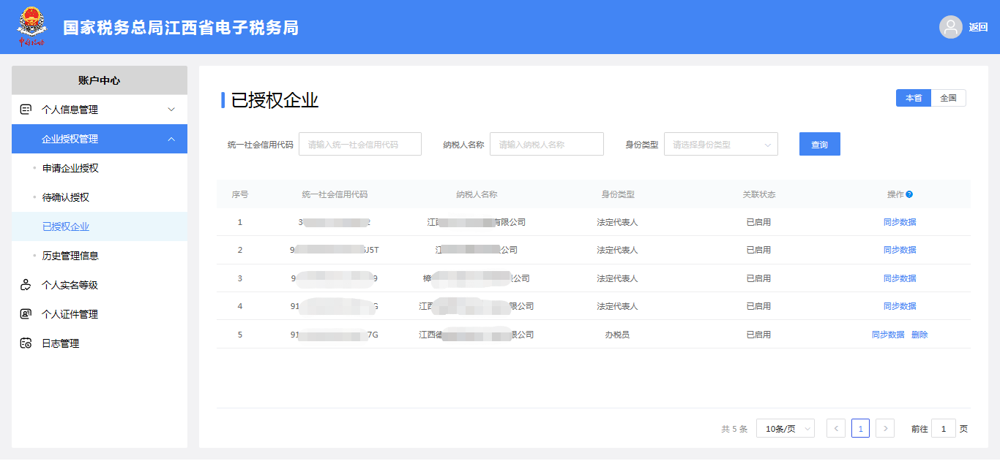 国家税务总局江西省电子税务局
返回
账户中心
个人信息管理
企业授权管理
申请企业授权
待确认授权
已授权企业
历史管理信息
个人实名等级
个人证件管理
日志管理
已授权企业
本省 全国
统一社会信用代码 请输入统一社会信用代码 纳税人名称 请输入纳税人名称 身份类型 请选择身份类型 查询
序号 统一社会信用代码 纳税人名称 身份类型 关联状态 操作
1 3 2 江西 有限公司 法定代表人 已启用 同步数据
2 9 J5T 江 公司 法定代表人 已启用 同步数据
3 9 9 樟 公司 法定代表人 已启用 同步数据
4 91 G 江西 限公司 法定代表人 已启用 同步数据
5 91 7G 江西德 限公司 办税员 已启用 同步数据 删除
共 5 条 10条/页 1 前往 1 页